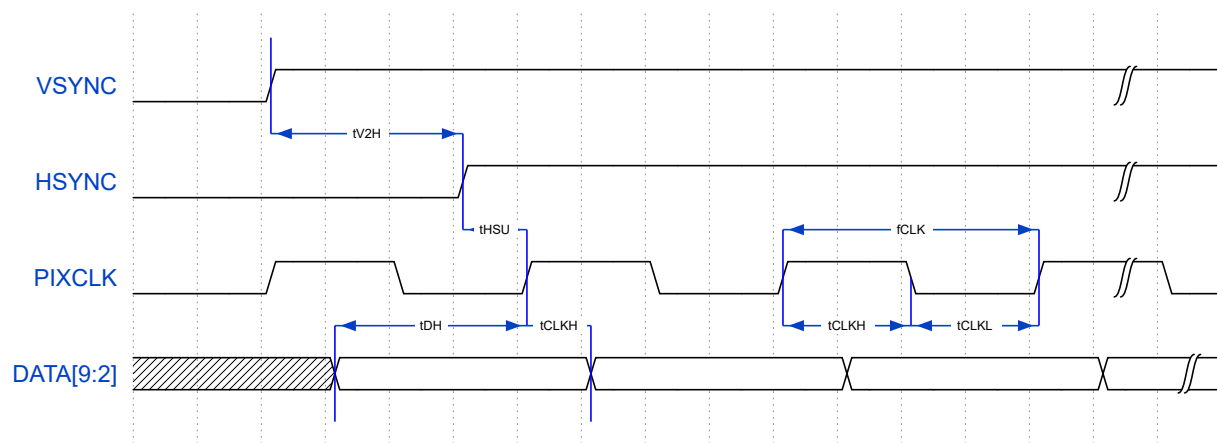 VSYNC
tV2H
HSYNC
tHSU
fCLK
PIXCLK
tDH
tCLKH
tCLKH
tCLKL
DATA[9:2]